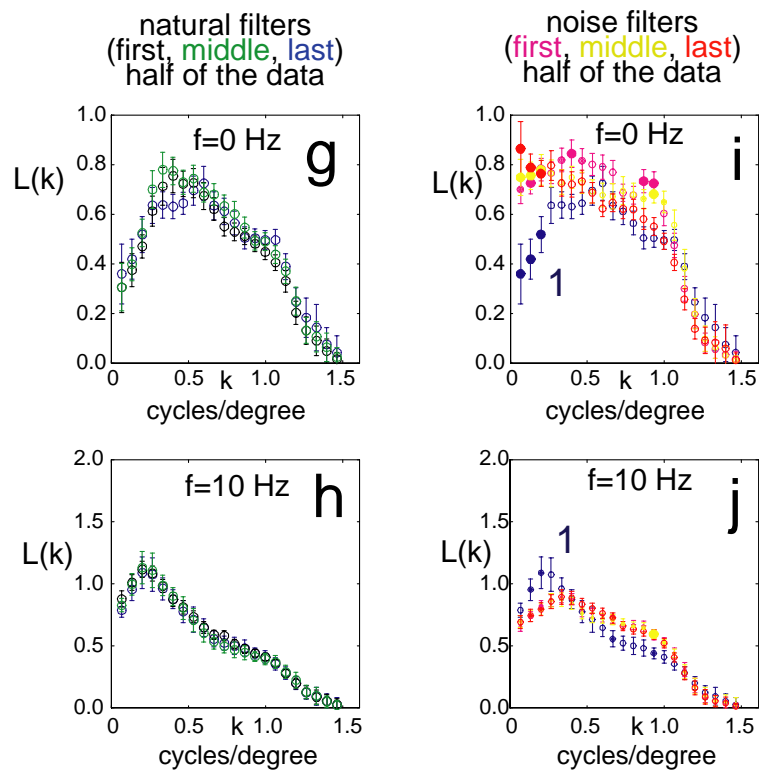 natural filters
(first, middle, last)
half of the data
noise filters
(first, middle, last)
half of the data
1.0
0.8
0.6
0.4
0.2
0.0
L(k)
f=0 Hz
g
0
0.5
1.0
1.5
k
cycles/degree
1.0
0.8
0.6
0.4
0.2
0.0
L(k)
f=0 Hz
i
1
0
0.5
1.0
1.5
k
cycles/degree
2.0
1.5
1.0
0.5
0.0
L(k)
f=10 Hz
h
0
0.5
1.0
1.5
k
cycles/degree
2.0
1.5
1.0
0.5
0.0
L(k)
f=10 Hz
j
1
0
0.5
1.0
1.5
k
cycles/degree